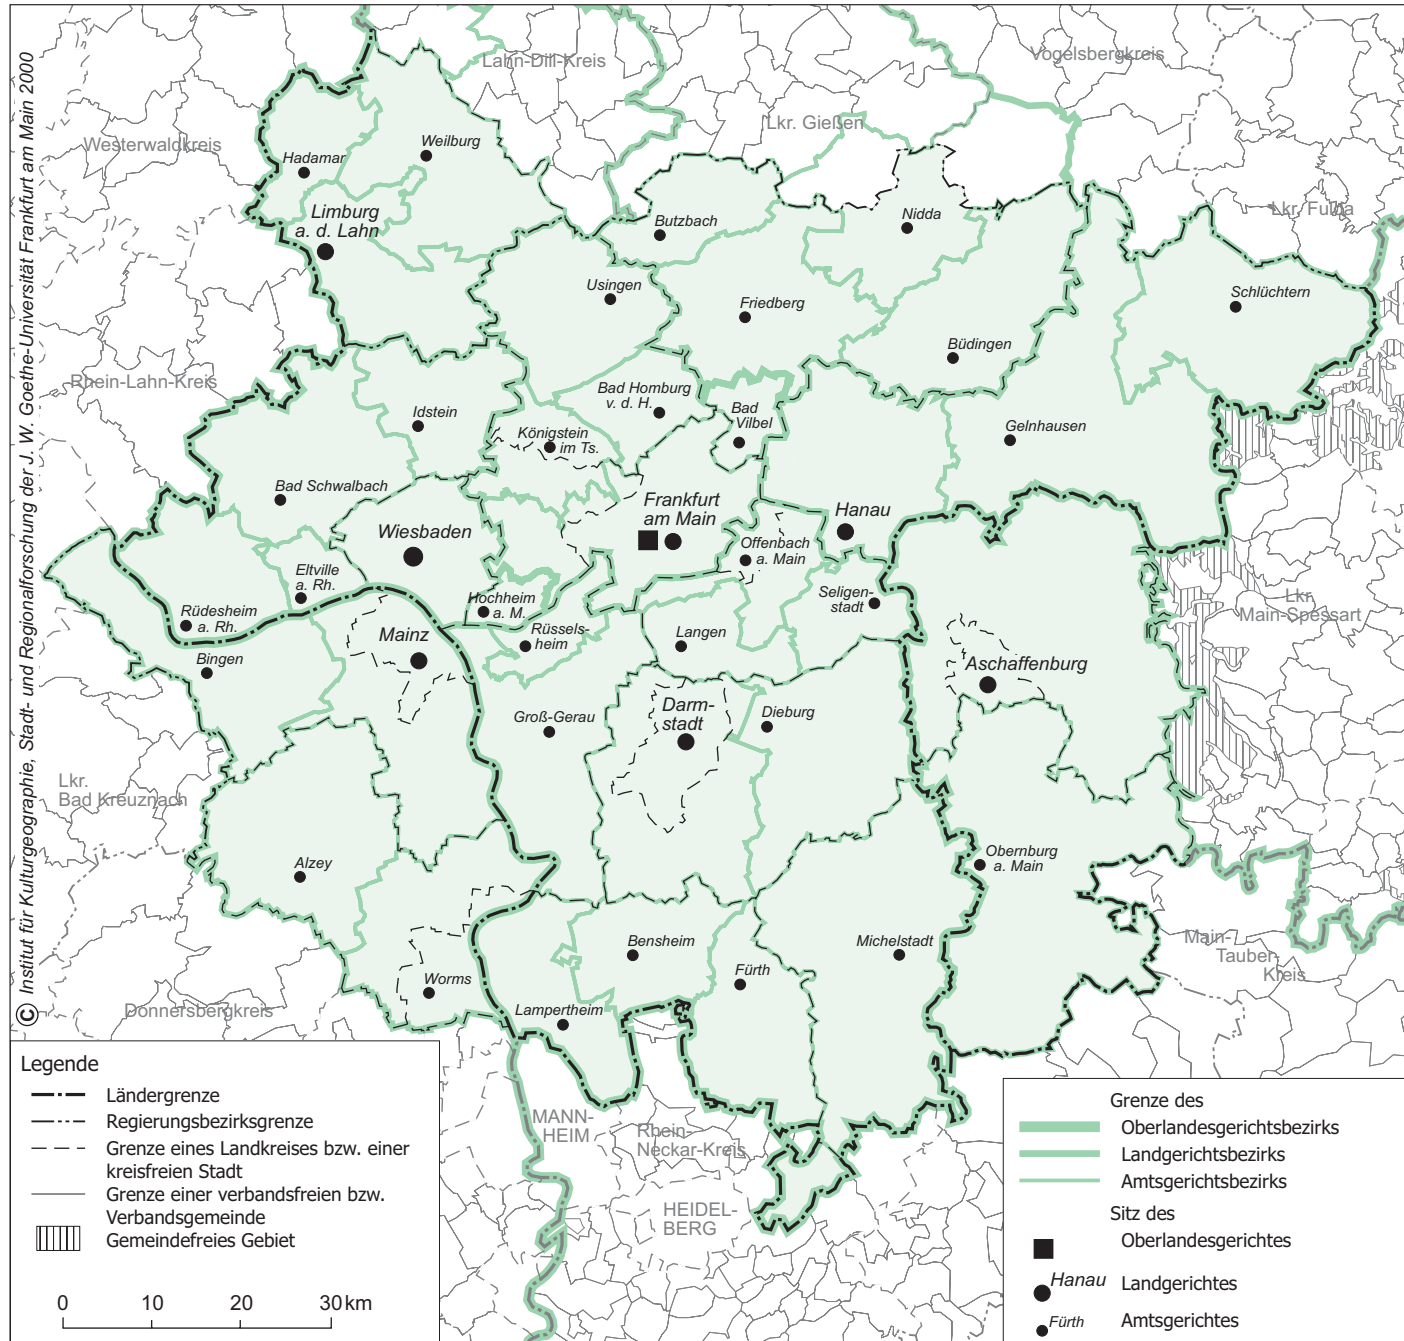 © Institut für Kulturgeographie, Stadt- und Regionalforschung der J. W. Goethe-Universität Frankfurt am Main 2000
Lahn-Dill-Kreis
Vogelsbergkreis
Westerwaldkreis
Lkr. Gießen
Weilburg
Hadamar
Limburg
a. d. Lahn
Butzbach
Nidda
Lkr. Fulda
Usingen
Friedberg
Schlüchtern
Büdingen
Rhein-Lahn-Kreis
Idstein
Bad Homburg
v. d. H.
Bad
Vilbel
Königstein
im Ts.
Gelnhausen
Bad Schwalbach
Wiesbaden
Frankfurt
am Main
Hanau
Offenbach
a. Main
Eltville
a. Rh.
Hochheim
a. M.
Seligen-
stadt
Lkr.
Main-Spessart
Rüdesheim
a. Rh.
Mainz
Rüssels-
heim
Langen
Bingen
Aschaffenburg
Groß-Gerau
Darm-
stadt
Dieburg
Lkr.
Bad Kreuznach
Alzey
Obernburg
a. Main
Bensheim
Michelstadt
Main-
Tauber-
Kreis
Worms
Fürth
Donnersbergkreis
Lampertheim
MANN-
HEIM
Rhein-
Neckar-Kreis
HEIDEL-
BERG
Legende
Ländergrenze
Regierungsbezirksgrenze
Grenze eines Landkreises bzw. einer
kreisfreien Stadt
Grenze einer verbandsfreien bzw.
Verbandsgemeinde
Gemeindefreies Gebiet
0 10 20 30 km
Grenze des
Oberlandesgerichtsbezirks
Landgerichtsbezirks
Amtsgerichtsbezirks
Sitz des
Oberlandesgerichtes
Hanau Landgerichtes
Fürth Amtsgerichtes